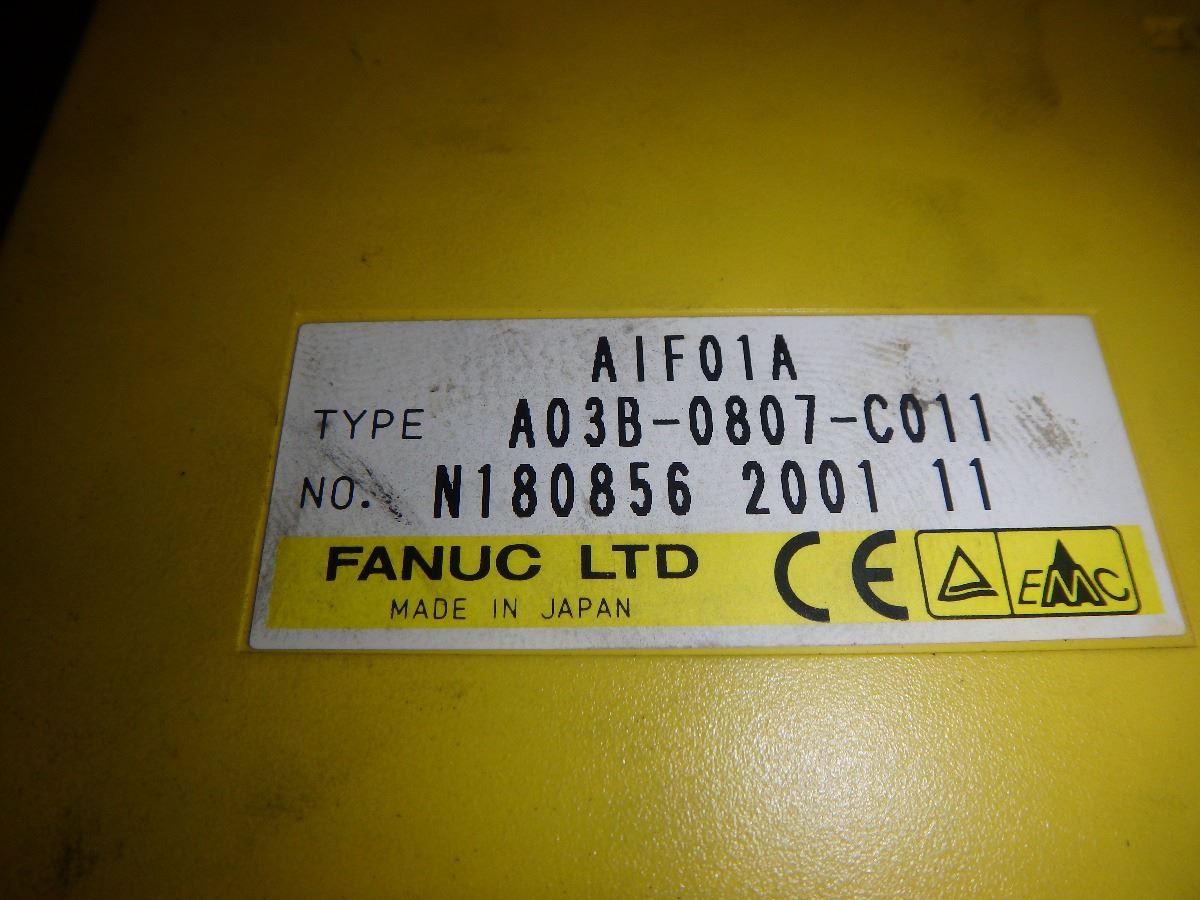 AIF01A
TYPE A03B-0807-C011
NO. N180856 2001 11
FANUC LTD CE EMC
MADE IN JAPAN